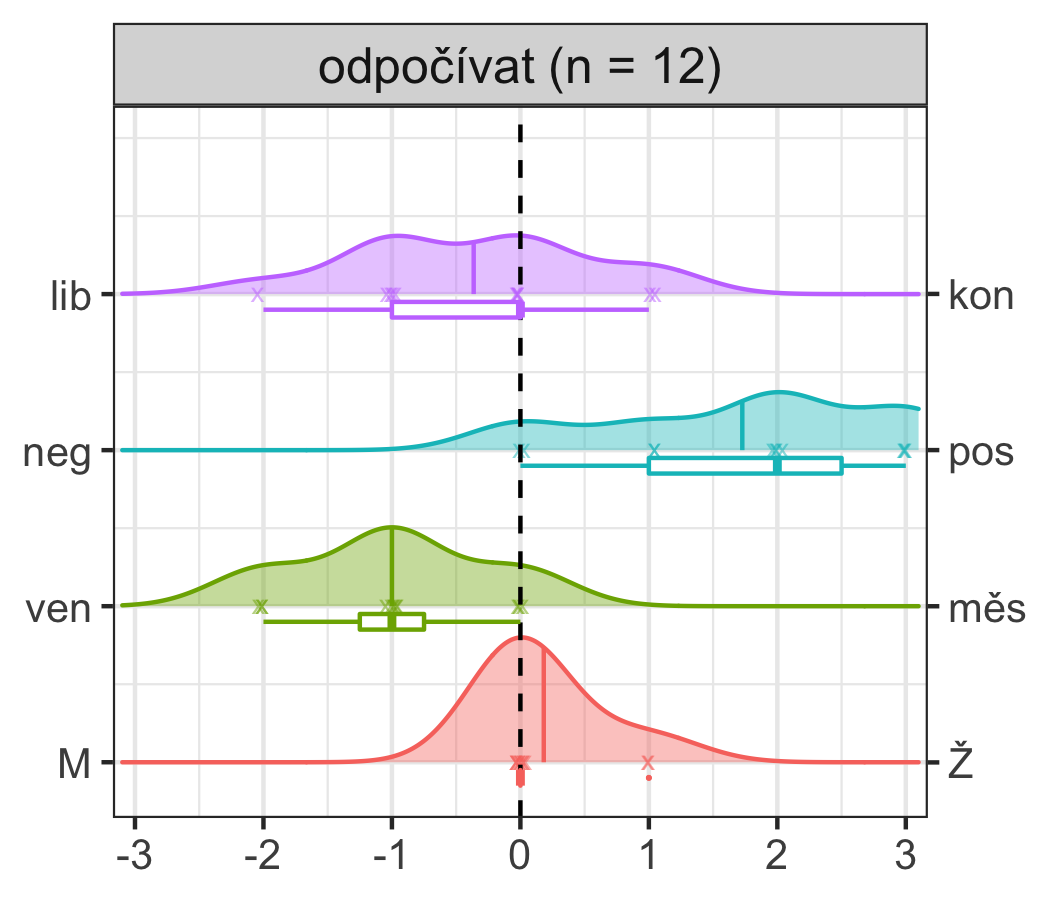 odpočívat (n = 12)
lib kon
neg pos
ven měs
M Ž
-3 -2 -1 0 1 2 3